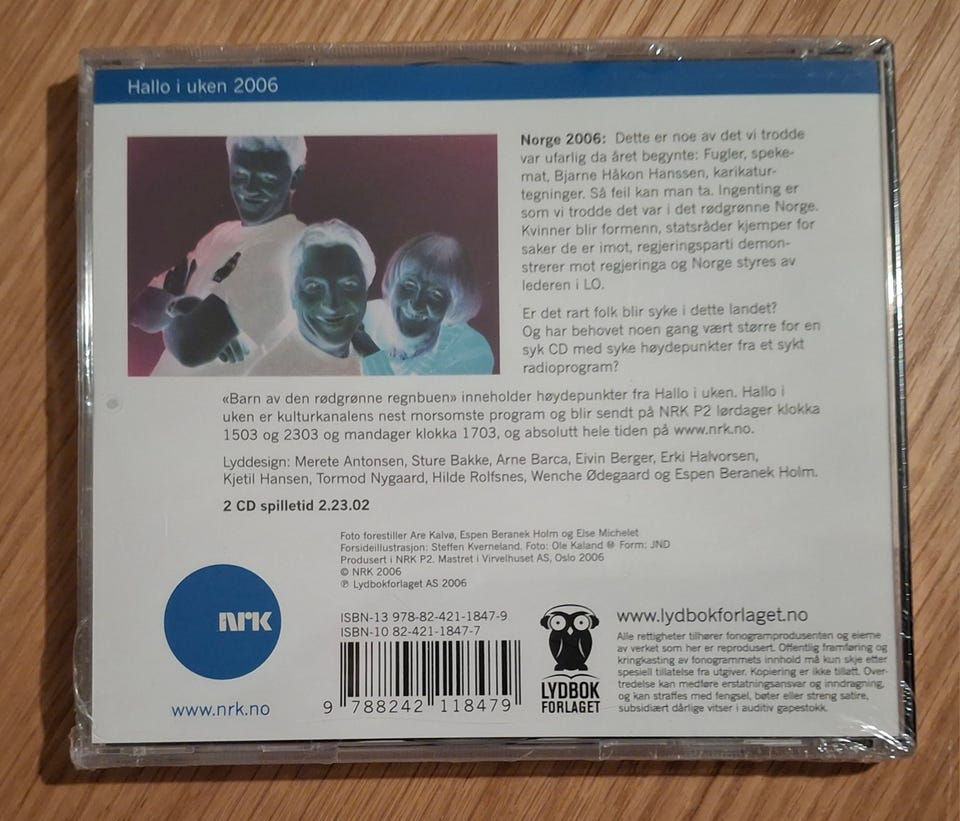 Hallo i uken 2006
Norge 2006: Dette er noe av det vi trodde
var ufarlig da året begynte: Fugler, speke-
mat, Bjarne Håkon Hanssen, karikatur-
tegninger. Så feil kan man ta. Ingenting er
som vi trodde det var i det rødgrønne Norge.
Kvinner blir formenn, statsråder kjemper for
saker de er imot, regjeringsparti demon-
strerer mot regjeringa og Norge styres av
lederen i LO.
Er det rart folk blir syke i dette landet?
Og har behovet noen gang vært større for en
syk CD med syke høydepunkter fra et sykt
radioprogram?
«Barn av den rødgrønne regnbuen» inneholder høydepunkter fra Hallo i uken. Hallo i
uken er kulturkanalens nest morsomste program og blir sendt på NRK P2 lørdager klokka
1503 og 2303 og mandager klokka 1703, og absolutt hele tiden på www.nrk.no.
Lyddesign: Merete Antonsen, Sture Bakke, Arne Barca, Eivin Berger, Erki Halvorsen,
Kjetil Hansen, Tormod Nygaard, Hilde Rolfsnes, Wenche Ødegaard og Espen Beranek Holm.
2 CD spilletid 2.23.02
Foto forestiller Are Kalvø, Espen Beranek Holm og Else Michelet
Forsideillustrasjon: Steffen Kverneland. Foto: Ole Kaland Form: JND
Produsert i NRK P2. Mastret i Virvelhuset AS, Oslo 2006
© NRK 2006
℗ Lydbokforlaget AS 2006
NRK
www.nrk.no
ISBN-13 978-82-421-1847-9
ISBN-10 82-421-1847-7
9 788242 118479
LYDBOK
FORLAGET
www.lydbokforlaget.no
Alle rettigheter tilhører fonogramprodusenten og eierne
av verket som her er reprodusert. Offentlig framføring og
kringkasting av fonogrammets innhold må kun skje etter
spesiell tillatelse fra utgiver. Kopiering er ikke tillatt. Over-
tredelse kan medføre erstatningsansvar og inndragning,
og kan straffes med fengsel, bøter eller streng satire,
subsidiært dårlige vitser i auditiv gapestokk.